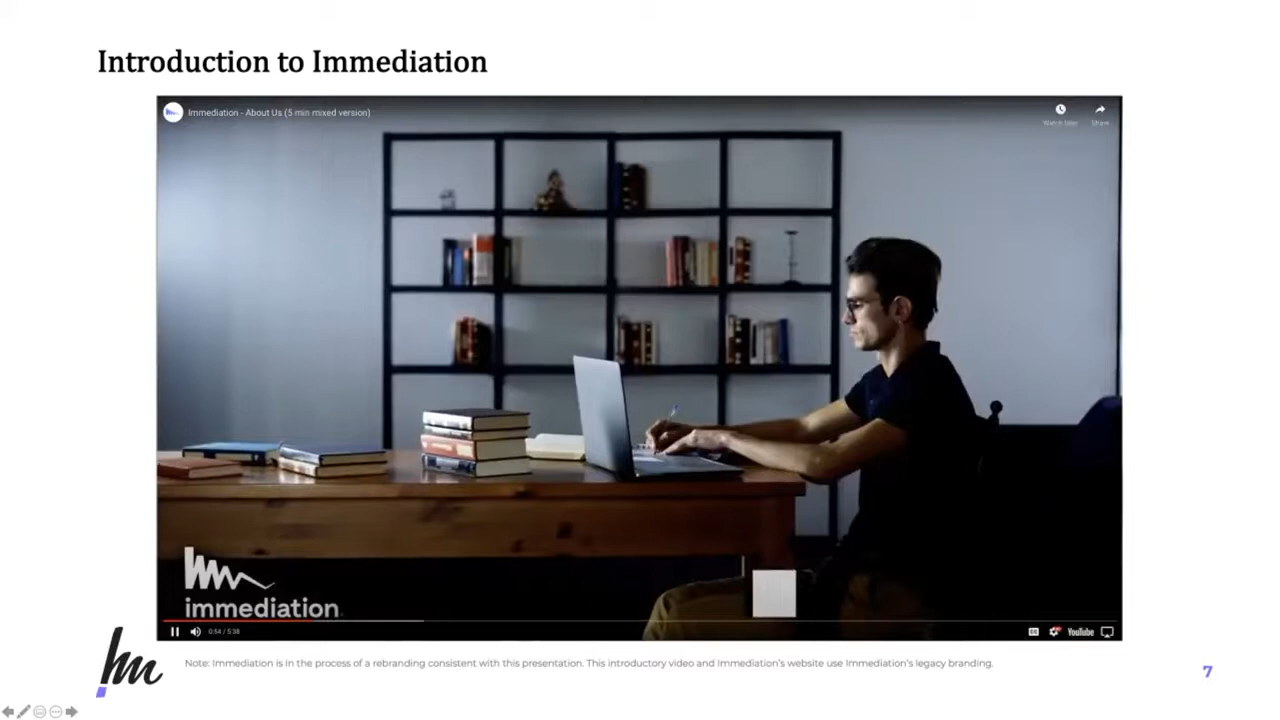 Introduction to Immediation
Immediation - About Us (5 min mixed version)
Watch later
Share
immediation
0:54 / 5:38
CC
YouTube
Note: Immediation is in the process of a rebranding consistent with this presentation. This introductory video and Immediation's website use Immediation's legacy branding.
7